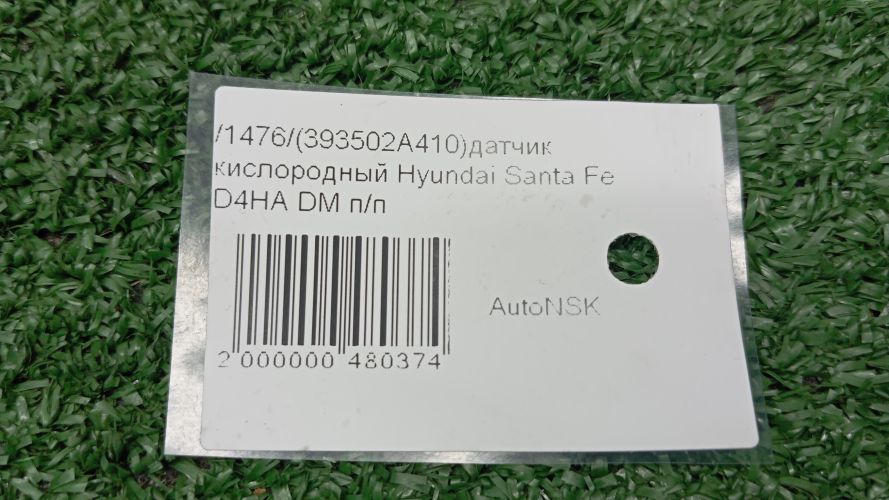 /1476/(393502A410)датчик
кислородный Hyundai Santa Fe
D4HA DM п/п
AutoNSK
2 000000 480374